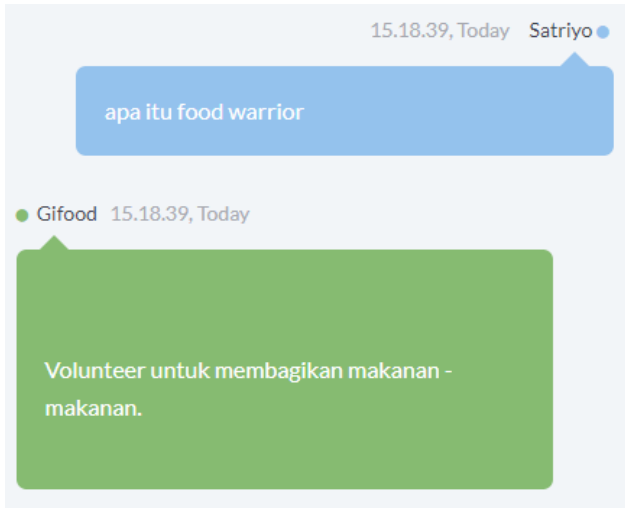 15.18.39, Today Satriyo
apa itu food warrior
Gifood 15.18.39, Today
Volunteer untuk membagikan makanan -
makanan.